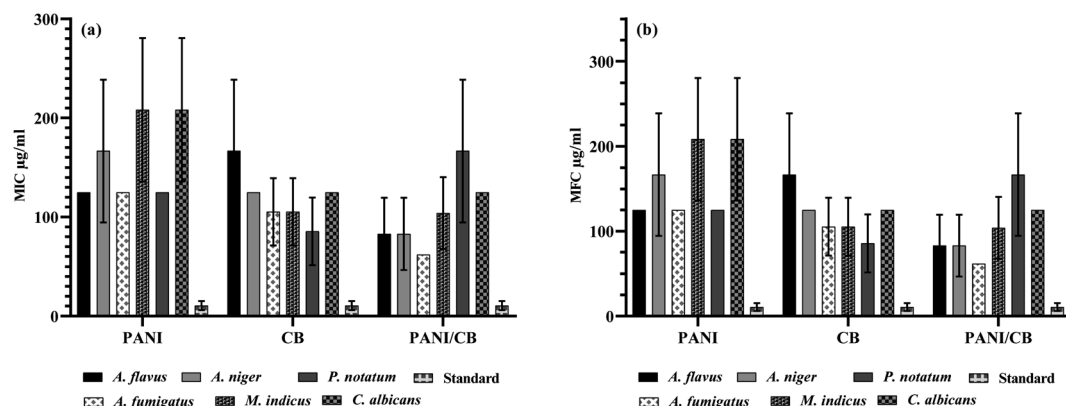 (a)
MIC µg/ml
300
200
100
0
PANI CB PANI/CB
A. flavus A. niger P. notatum Standard
A. fumigatus M. indicus C. albicans
(b)
MFC µg/ml
300
200
100
0
PANI CB PANI/CB
A. flavus A. niger P. notatum Standard
A. fumigatus M. indicus C. albicans